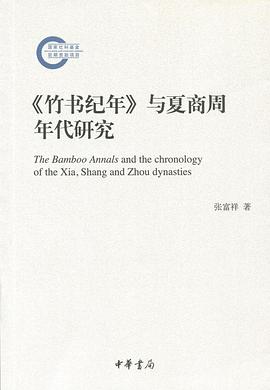 国家社科基金
后期资助项目
《竹书纪年》与夏商周
年代研究
The Bamboo Annals and the chronology
of the Xia, Shang and Zhou dynasties
张富祥 著
中华书局